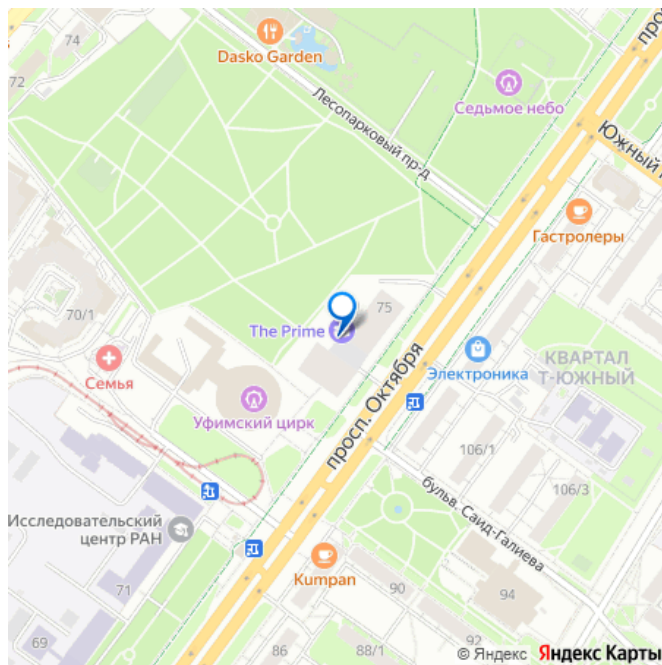 74
72
Dasko Garden
Лесопарковый пр-д
Седьмое небо
Гастролеры
70/1
Семья
The Prime
75
Уфимский цирк
просп. Октября
Электроника
КВАРТАЛ
Т-ЮЖНЫЙ
106/1
106/3
бульв. Саид-Галиева
Исследовательский
центр РАН
71
69
Kumpan
90
94
86
88/1
92
© Яндекс Яндекс Карты